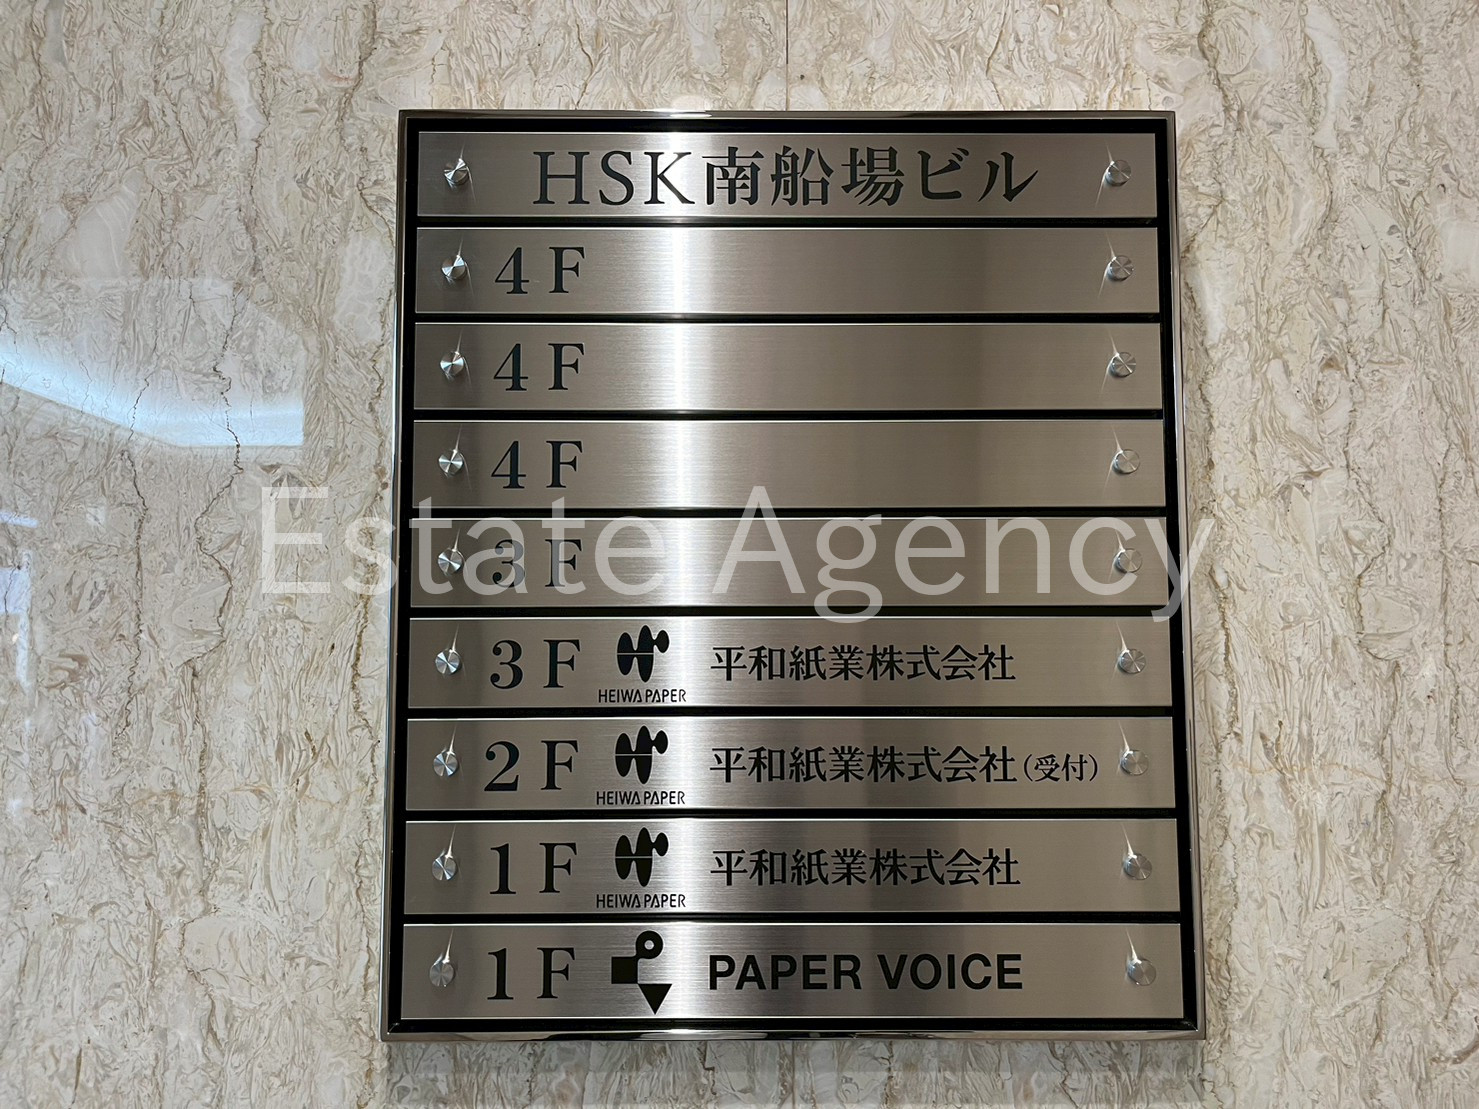 HSK南船場ビル
4F
4F
4F
3F
3F HEIWA PAPER 平和紙業株式会社
2F HEIWA PAPER 平和紙業株式会社(受付)
1F HEIWA PAPER 平和紙業株式会社
1F PAPER VOICE
Estate Agency